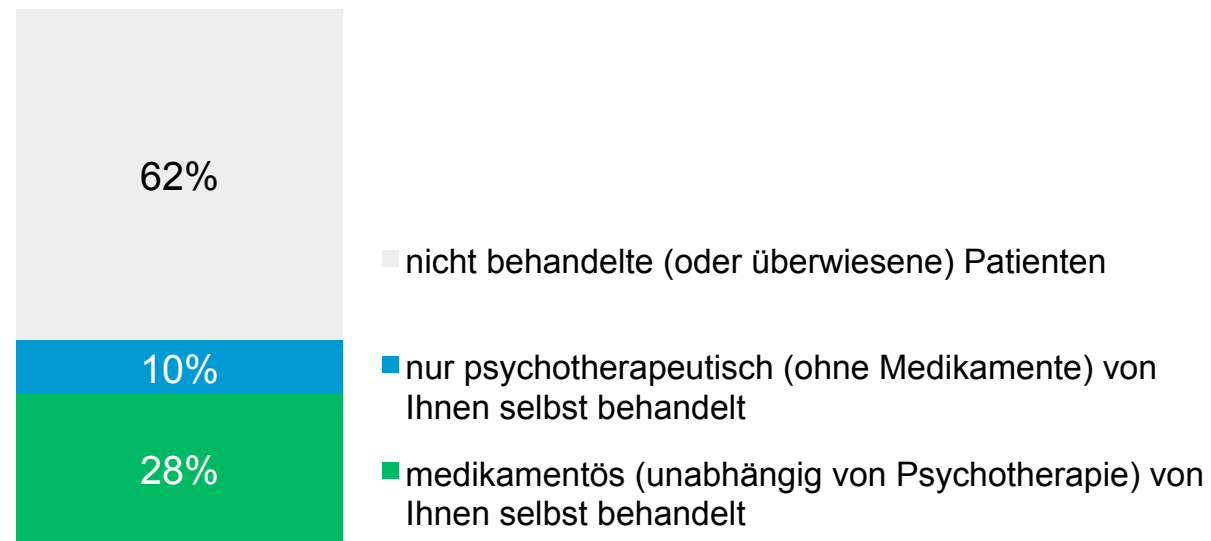 62%
nicht behandelte (oder überwiesene) Patienten
10%
nur psychotherapeutisch (ohne Medikamente) von
Ihnen selbst behandelt
28%
medikamentös (unabhängig von Psychotherapie) von
Ihnen selbst behandelt